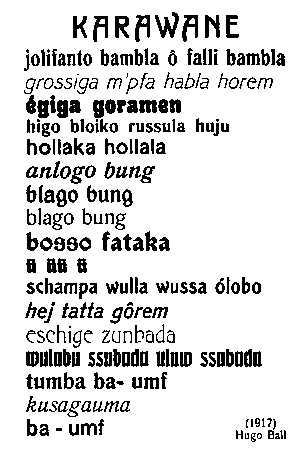 KARAWANE
jolifanto bambla ô falli bambla
grossiga m'pfa habla horem
égiga goramen
higo bloiko russula huju
hollaka hollala
anlogo bung
blago bung
blago bung
bosso fataka
ü üü ü
schampa wulla wussa ólobo
hej tatta gôrem
eschige zunbada
wulubu ssubudu uluw ssubudu
tumba ba- umf
kusagauma
ba - umf
(1917)
Hugo Ball